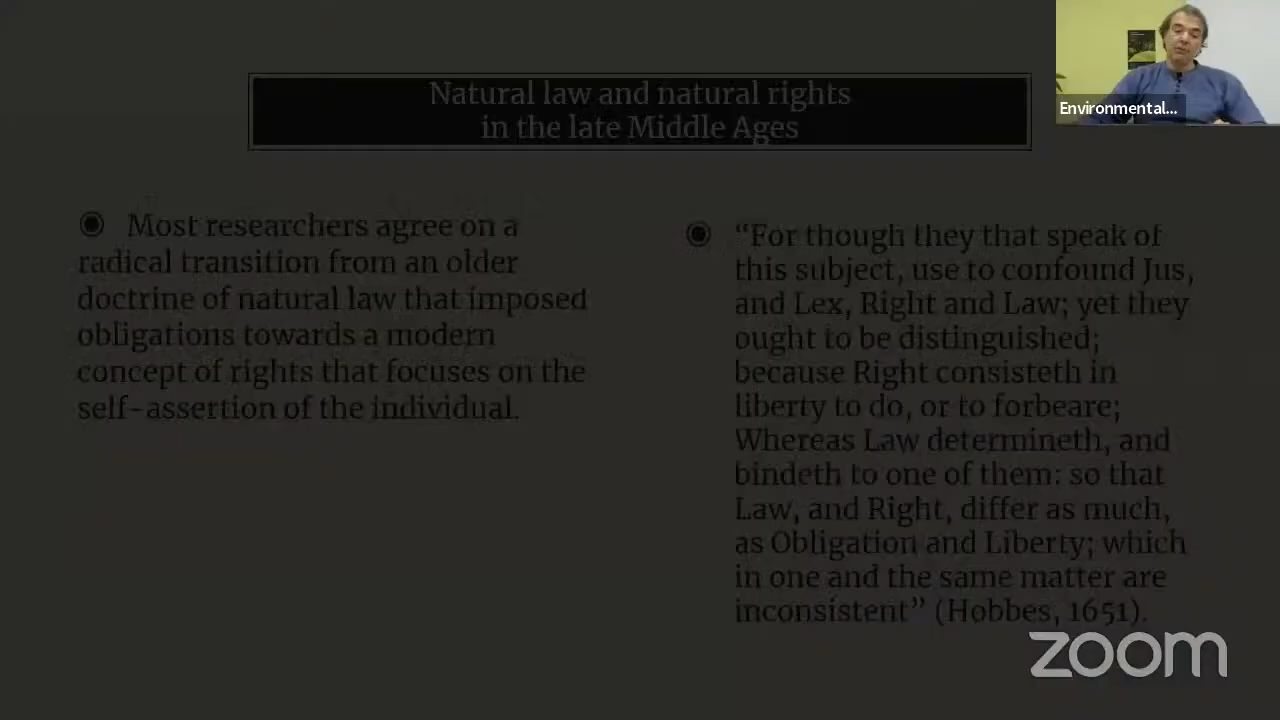 Natural law and natural rights
in the late Middle Ages
Environmental...
Most researchers agree on a
radical transition from an older
doctrine of natural law that imposed
obligations towards a modern
concept of rights that focuses on the
self-assertion of the individual.
“For though they that speak of
this subject, use to confound Jus,
and Lex, Right and Law; yet they
ought to be distinguished;
because Right consisteth in
liberty to do, or to forbeare;
Whereas Law determineth, and
bindeth to one of them: so that
Law, and Right, differ as much,
as Obligation and Liberty; which
in one and the same matter are
inconsistent” (Hobbes, 1651).
zoom